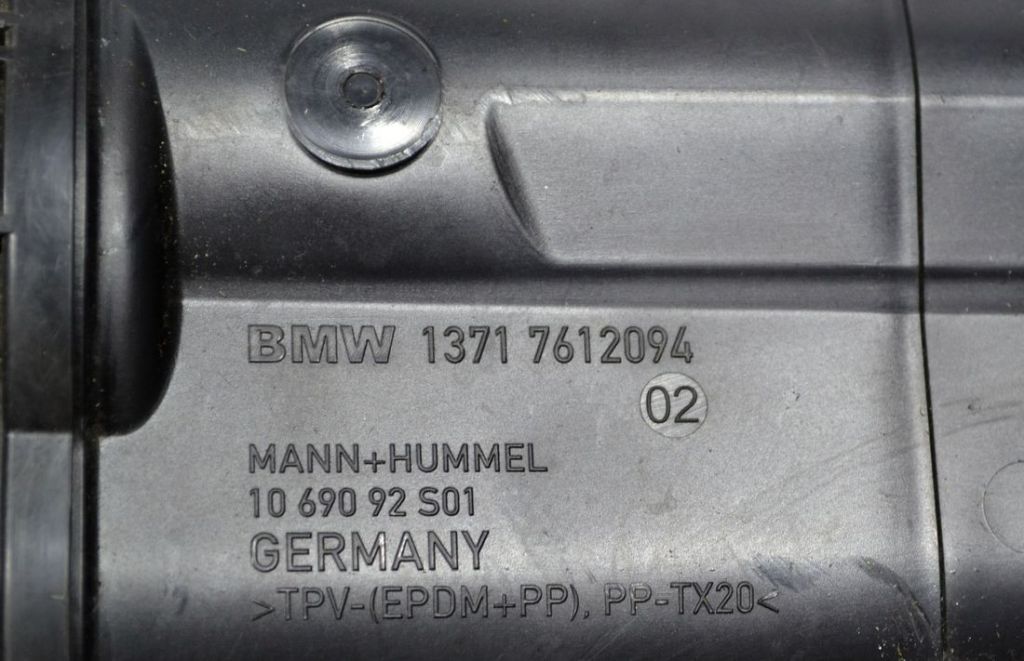 BMW 1371 7612094
02
MANN+HUMMEL
10 690 92 S01
GERMANY
>TPV-(EPDM+PP), PP-TX20<